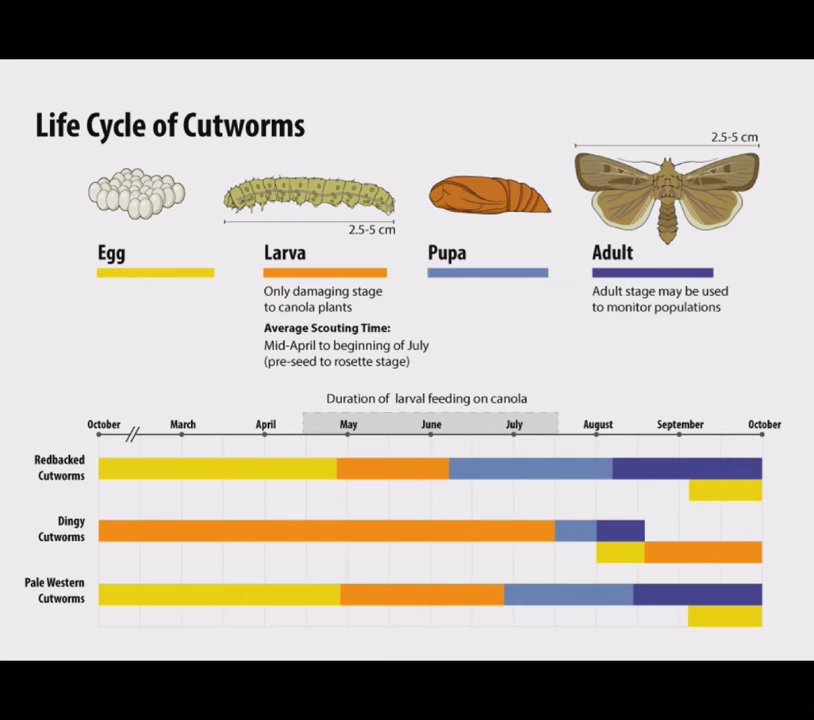 Life Cycle of Cutworms
2.5-5 cm
2.5-5 cm
Egg
Larva
Pupa
Adult
Only damaging stage
to canola plants
Adult stage may be used
to monitor populations
Average Scouting Time:
Mid-April to beginning of July
(pre-seed to rosette stage)
Duration of larval feeding on canola
October March April May June July August September October
Redbacked
Cutworms
Dingy
Cutworms
Pale Western
Cutworms